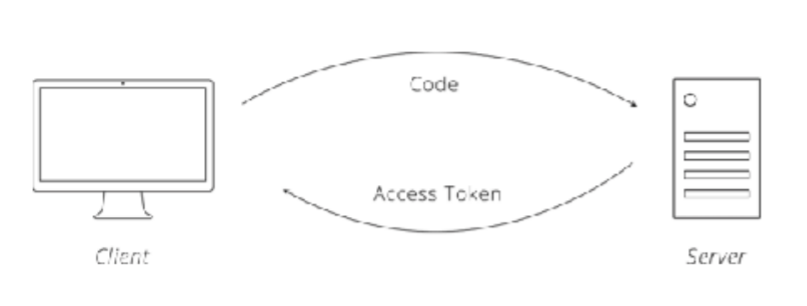 Code
Access Token
Client
Server